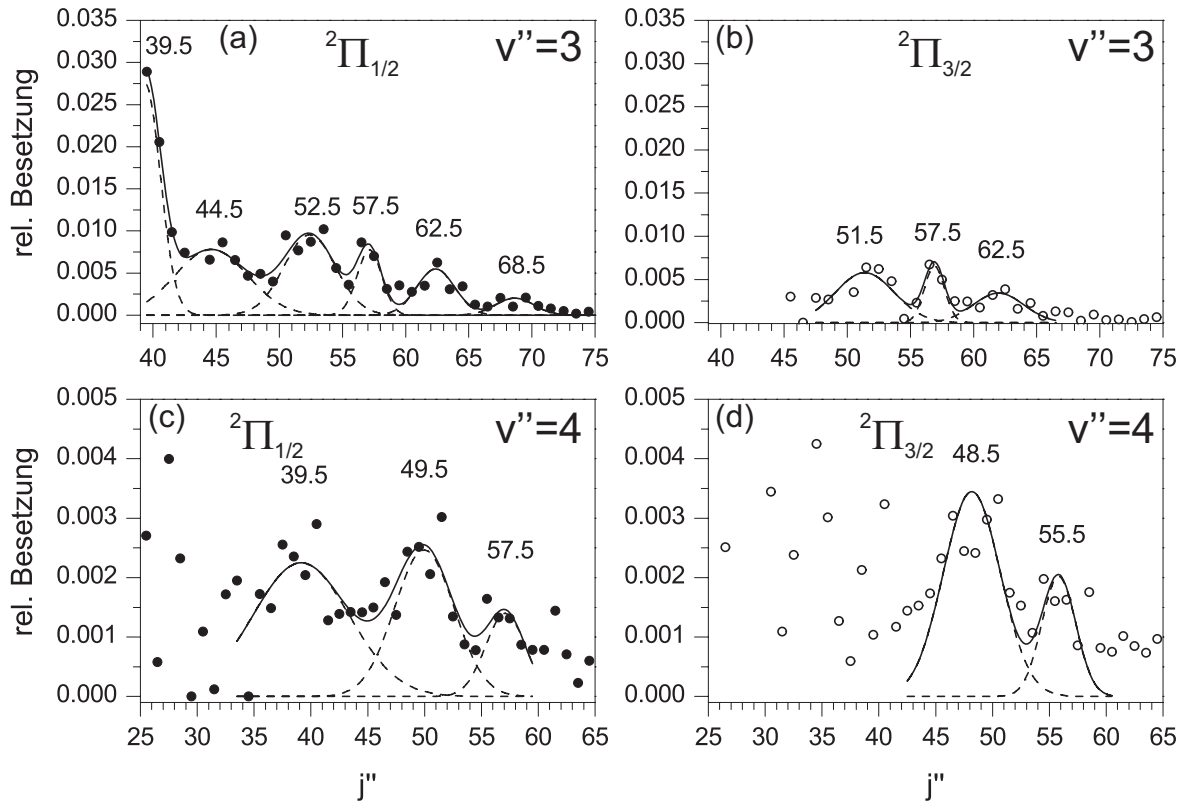 (a) ²Π₁/₂ v’’=3
39.5
44.5 52.5 57.5 62.5 68.5
0.035
0.030
0.025
0.020
0.015
0.010
0.005
0.000
rel. Besetzung
40 45 50 55 60 65 70 75
(b) ²Π₃/₂ v’’=3
51.5 57.5 62.5
0.035
0.030
0.025
0.020
0.015
0.010
0.005
0.000
40 45 50 55 60 65 70 75
(c) ²Π₁/₂ v’’=4
39.5 49.5 57.5
0.005
0.004
0.003
0.002
0.001
0.000
rel. Besetzung
25 30 35 40 45 50 55 60 65
j"
(d) ²Π₃/₂ v’’=4
48.5
55.5
0.005
0.004
0.003
0.002
0.001
0.000
25 30 35 40 45 50 55 60 65
j"